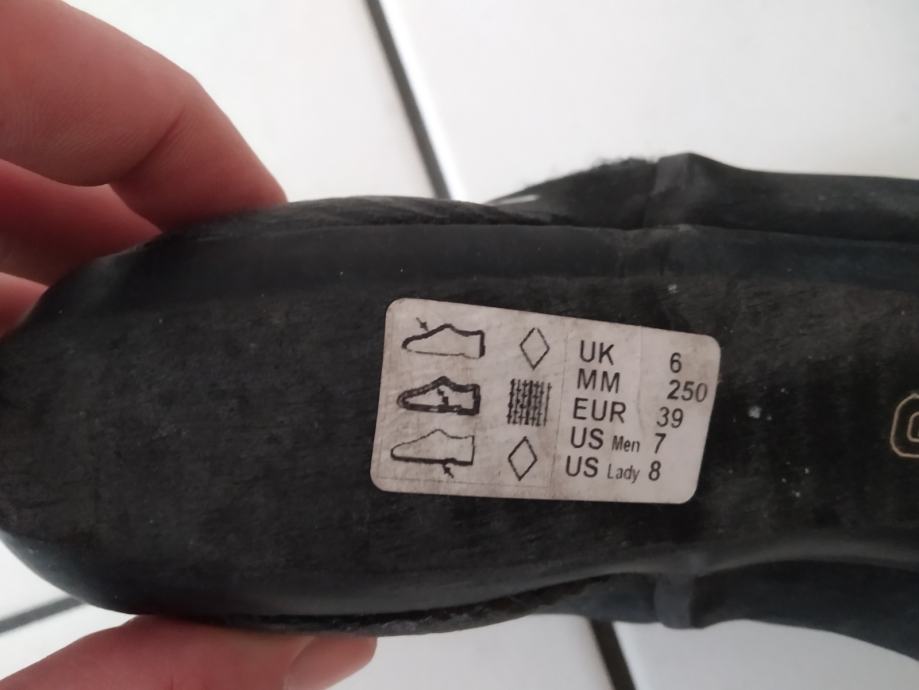 UK 6
MM 250
EUR 39
US Men 7
US Lady 8